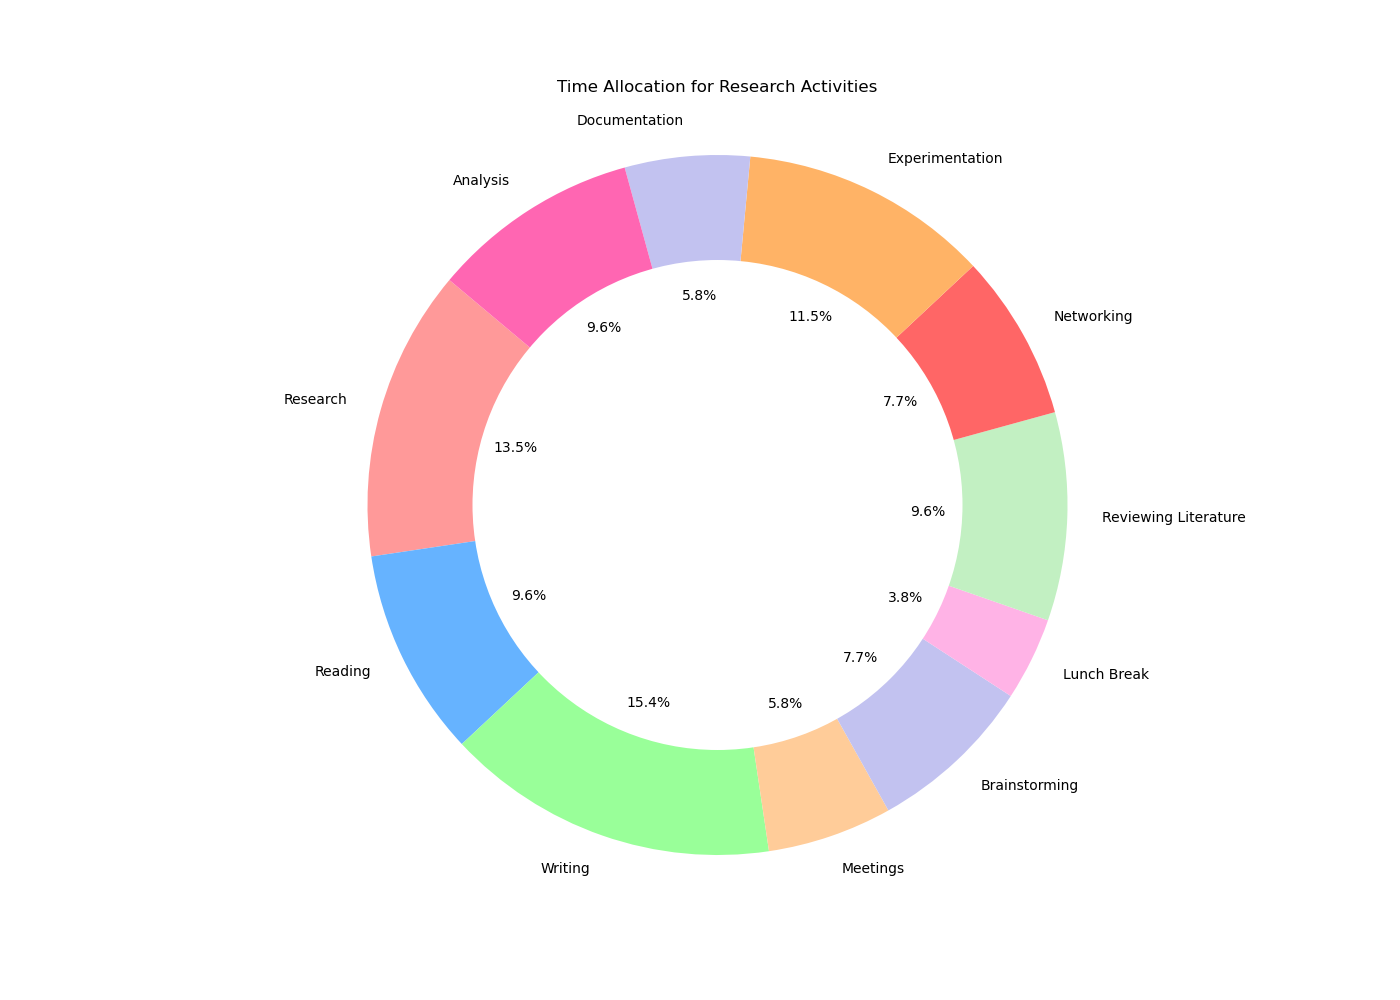 Time Allocation for Research Activities
Documentation
Experimentation
Analysis
5.8%
11.5%
9.6%
Networking
Research
7.7%
13.5%
9.6%
Reviewing Literature
9.6%
3.8%
7.7%
Reading
Lunch Break
15.4%
5.8%
Brainstorming
Writing
Meetings